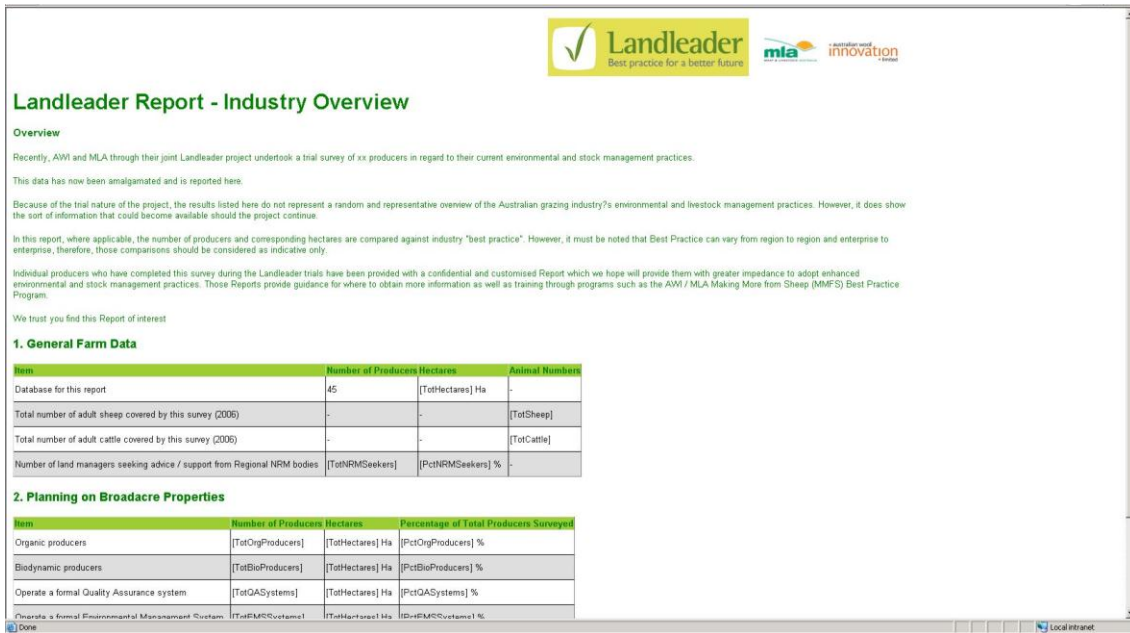 Landleader
Best practice for a better future
mla
australian wool
innovation
limited
Landleader Report - Industry Overview
Overview
Recently, AWI and MLA through their joint Landleader project undertook a trial survey of xx producers in regard to their current environmental and stock management practices.
This data has now been amalgamated and is reported here.
Because of the trial nature of the project, the results listed here do not represent a random and representative overview of the Australian grazing industry?s environmental and livestock management practices. However, it does show
the sort of information that could become available should the project continue.
In this report, where applicable, the number of producers and corresponding hectares are compared against industry "best practice". However, it must be noted that Best Practice can vary from region to region and enterprise to
enterprise, therefore, those comparisons should be considered as indicative only.
Individual producers who have completed this survey during the Landleader trials have been provided with a confidential and customised Report which we hope will provide them with greater impedance to adopt enhanced
environmental and stock management practices. Those Reports provide guidance for where to obtain more information as well as training through programs such as the AWI / MLA Making More from Sheep (MMFS) Best Practice
Program.
We trust you find this Report of interest
1. General Farm Data
Item Number of Producers Hectares Animal Numbers
Database for this report 45 [TotHectares] Ha -
Total number of adult sheep covered by this survey (2006) - - [TotSheep]
Total number of adult cattle covered by this survey (2006) - - [TotCattle]
Number of land managers seeking advice / support from Regional NRM bodies [TotNRMSeekers] [PctNRMSeekers] % -
2. Planning on Broadacre Properties
Item Number of Producers Hectares Percentage of Total Producers Surveyed
Organic producers [TotOrgProducers] [TotHectares] Ha [PctOrgProducers] %
Biodynamic producers [TotBioProducers] [TotHectares] Ha [PctBioProducers] %
Operate a formal Quality Assurance system [TotQASystems] [TotHectares] Ha [PctQASystems] %
Operate a formal Environmental Management System [TotEMSSystems] [TotHectares] Ha [PctEMSSystems] %
Done Local intranet